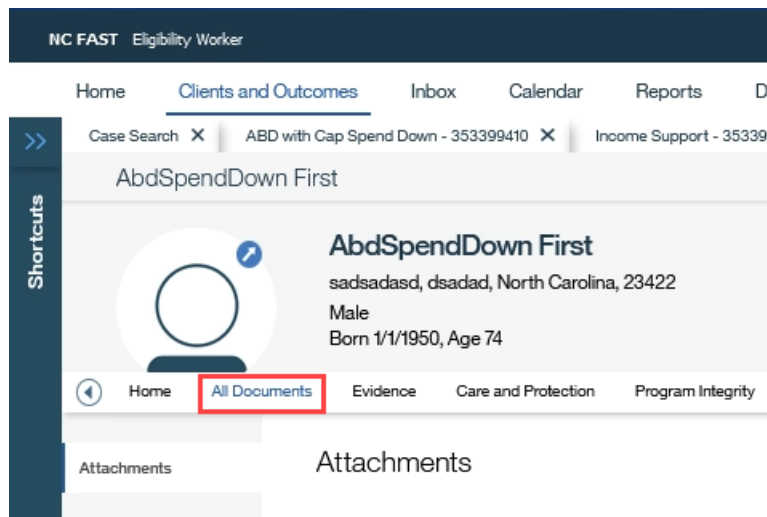 NC FAST Eligibility Worker
Home Clients and Outcomes Inbox Calendar Reports D
Case Search ABD with Cap Spend Down - 353399410 Income Support - 35339
AbdSpendDown First
Shortcuts
AbdSpendDown First
sadsadasd, dsadad, North Carolina, 23422
Male
Born 1/1/1950, Age 74
Home All Documents Evidence Care and Protection Program Integrity
Attachments Attachments